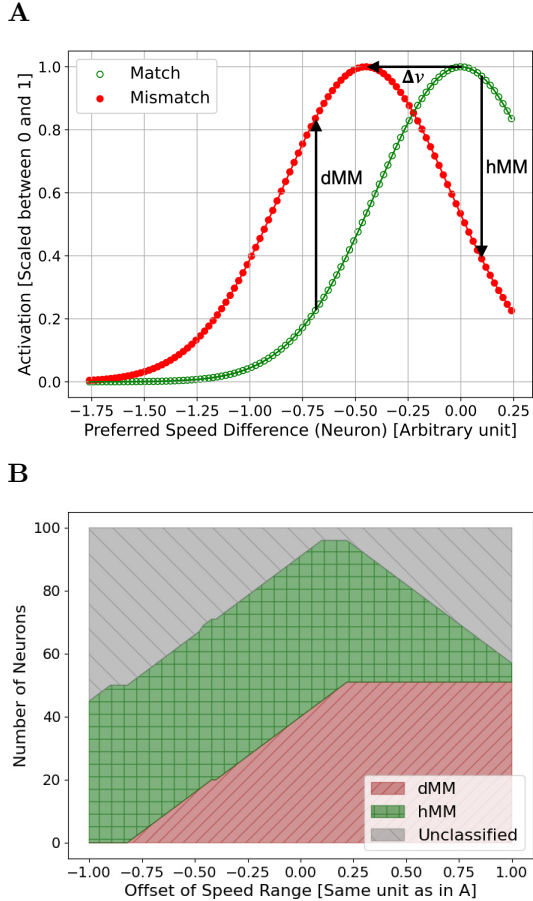 A
Match
Mismatch
Δv
dMM
hMM
Activation [Scaled between 0 and 1]
1.0
0.8
0.6
0.4
0.2
0.0
−1.75 −1.50 −1.25 −1.00 −0.75 −0.50 −0.25 0.00 0.25
Preferred Speed Difference (Neuron) [Arbitrary unit]
B
Number of Neurons
100
80
60
40
20
0
dMM
hMM
Unclassified
−1.00 −0.75 −0.50 −0.25 0.00 0.25 0.50 0.75 1.00
Offset of Speed Range [Same unit as in A]